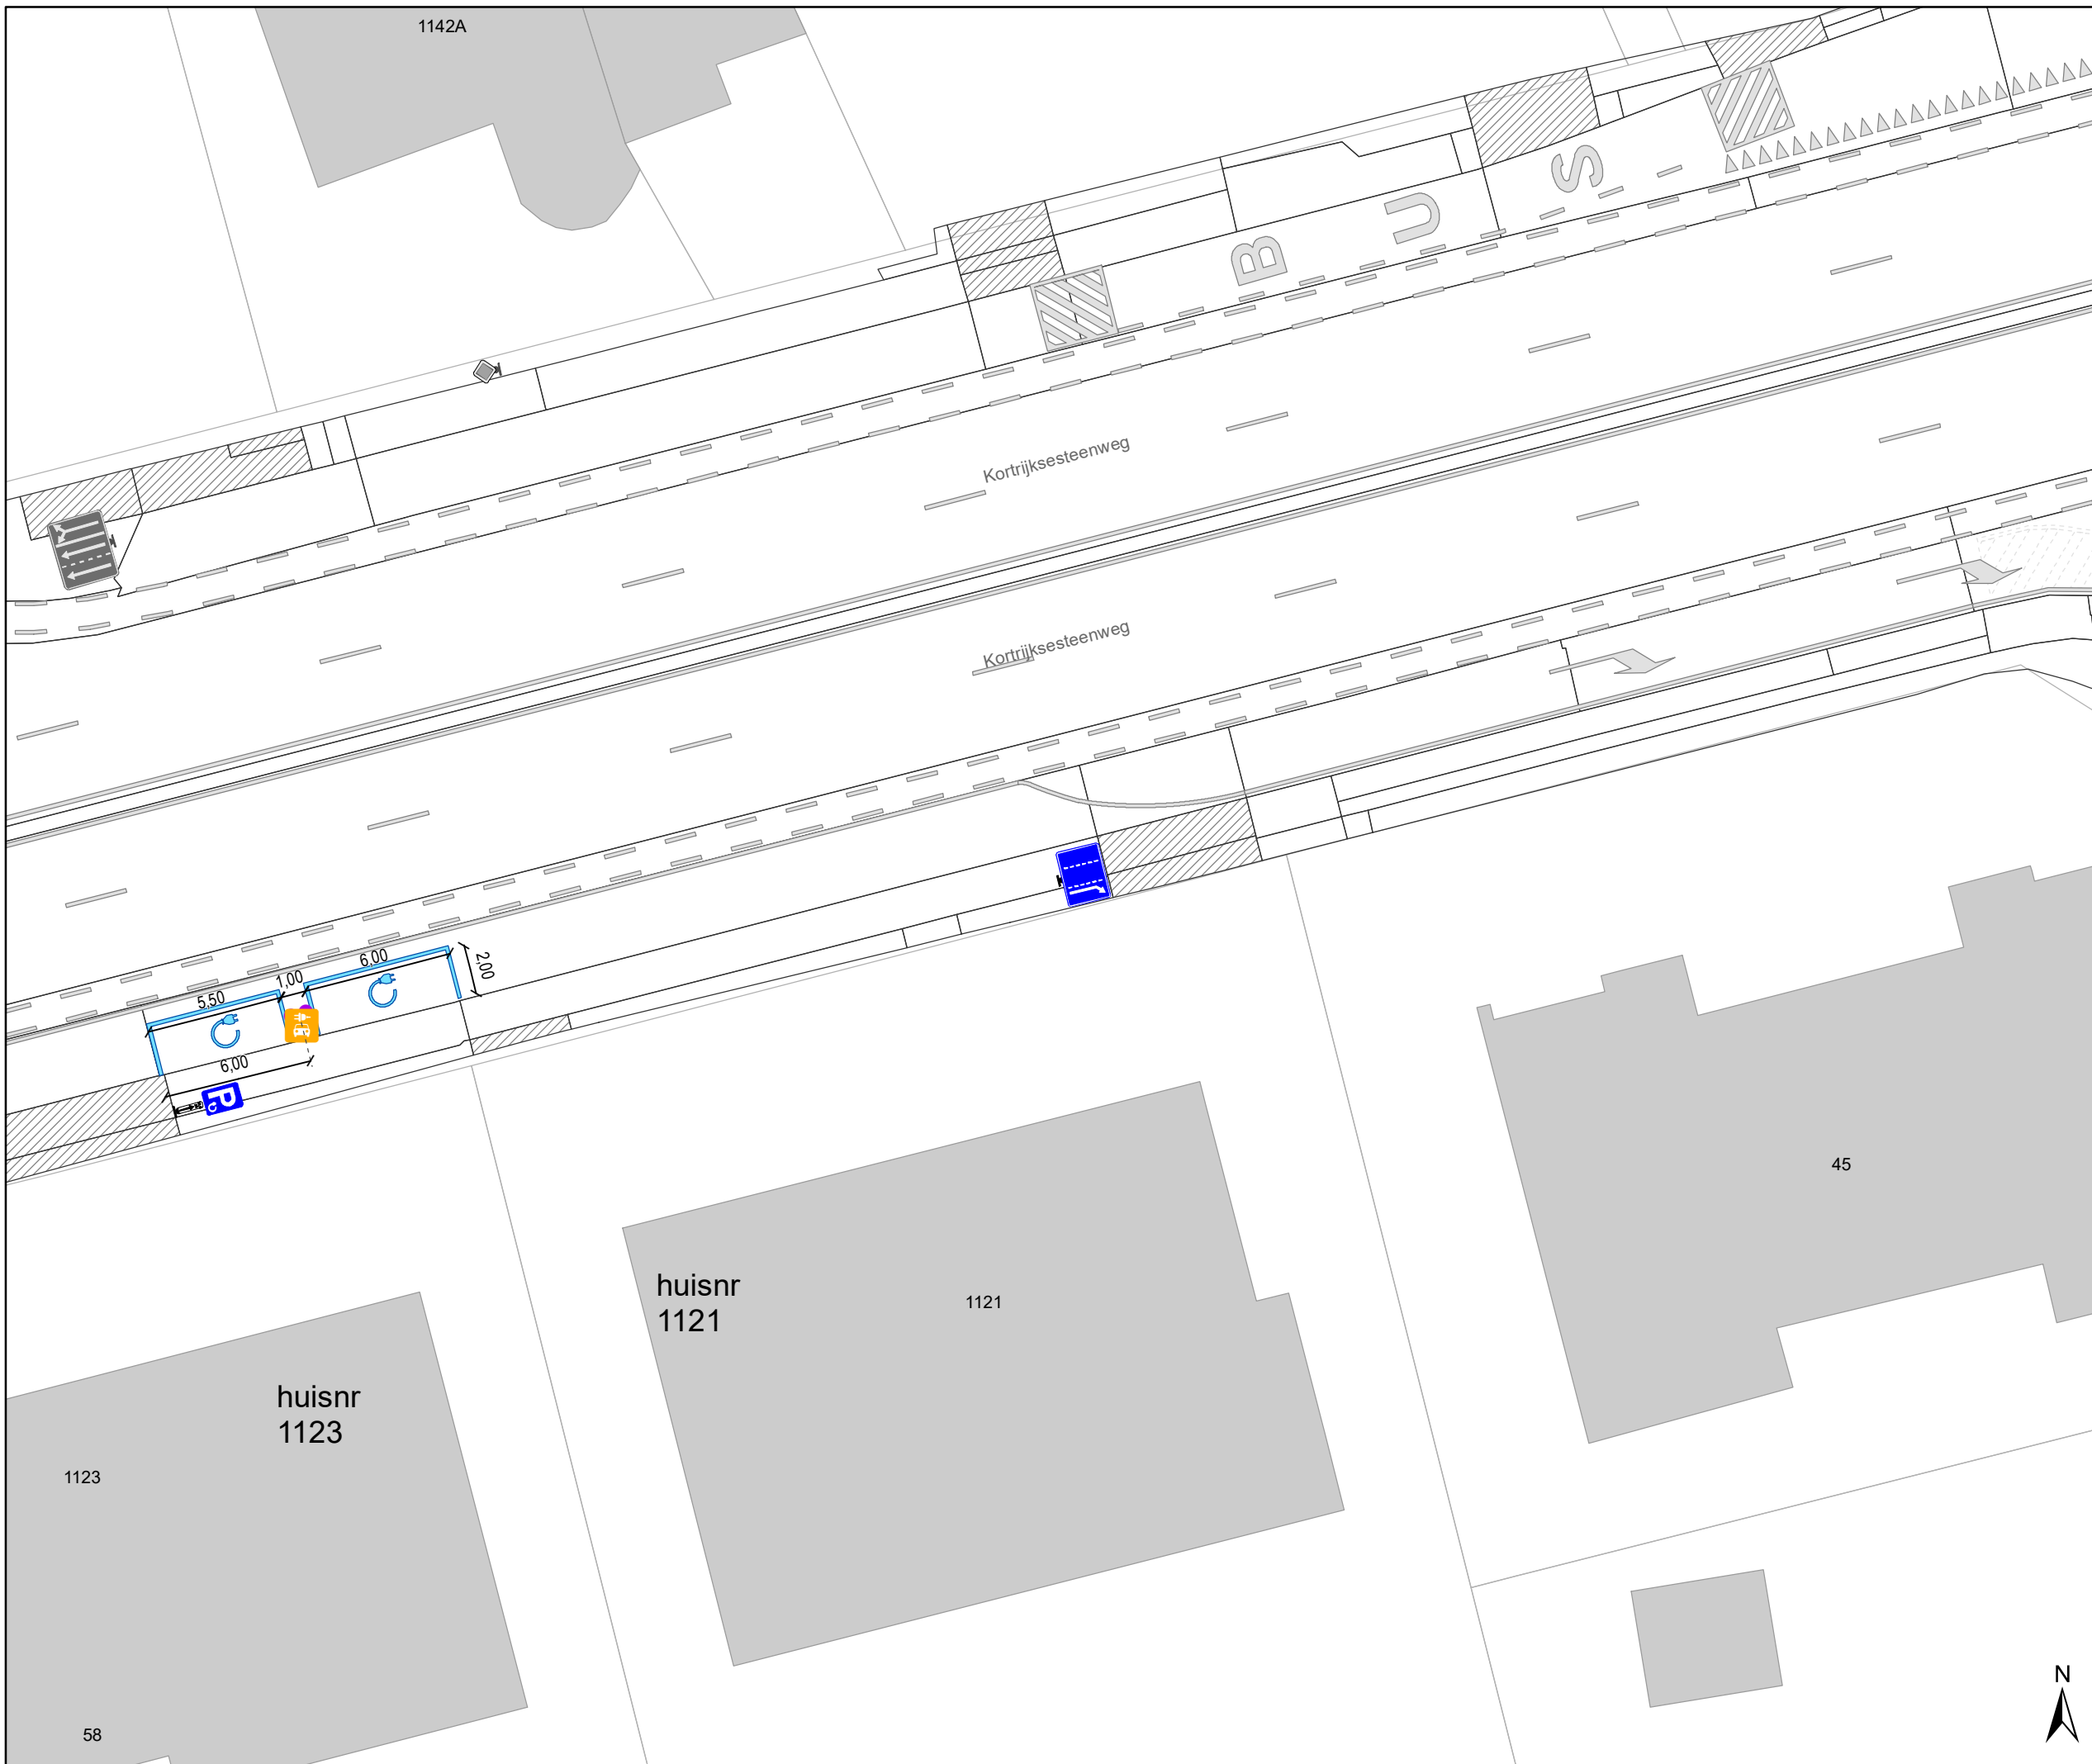 1142A
B U S
Kortrijksesteenweg
Kortrijksesteenweg
6,00
2,00
1,00
5,50
6,00
P
45
huisnr
1121
1121
huisnr
1123
1123
N
58